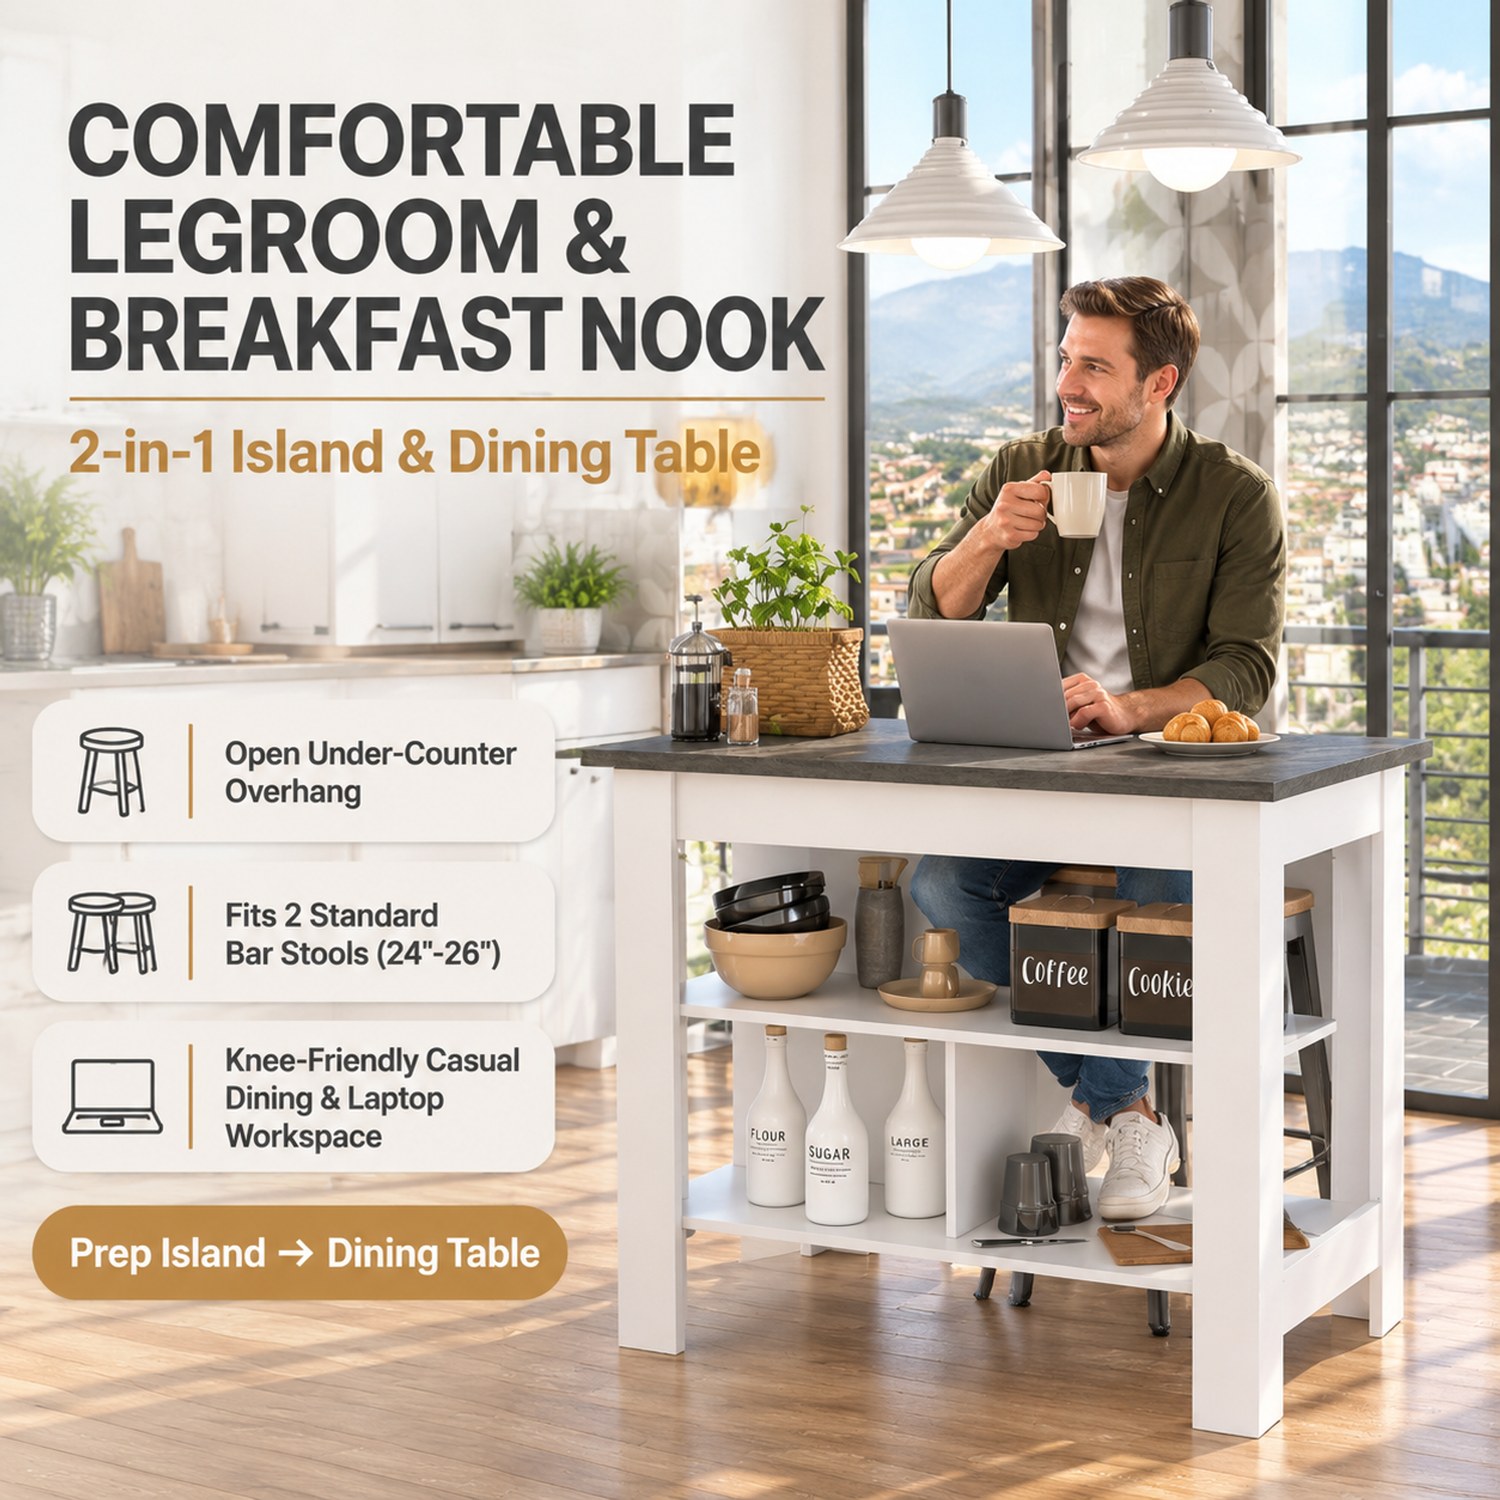 COMFORTABLE
LEGROOM &
BREAKFAST NOOK
2-in-1 Island & Dining Table
Open Under-Counter
Overhang
Fits 2 Standard
Bar Stools (24"-26")
Knee-Friendly Casual
Dining & Laptop
Workspace
Prep Island → Dining Table
Coffee
Cookie
FLOUR
SUGAR
LARGE